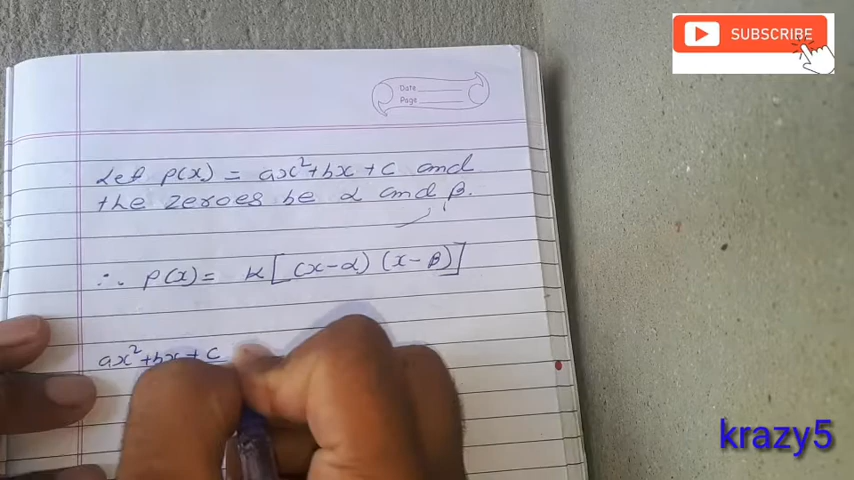 SUBSCRIBE
Date
Page
Let p(x) = ax²+bx+c and
the zeroes be α and β.
∴ p(x) = k[(x-α)(x-β)]
ax²+bx+c
krazy5